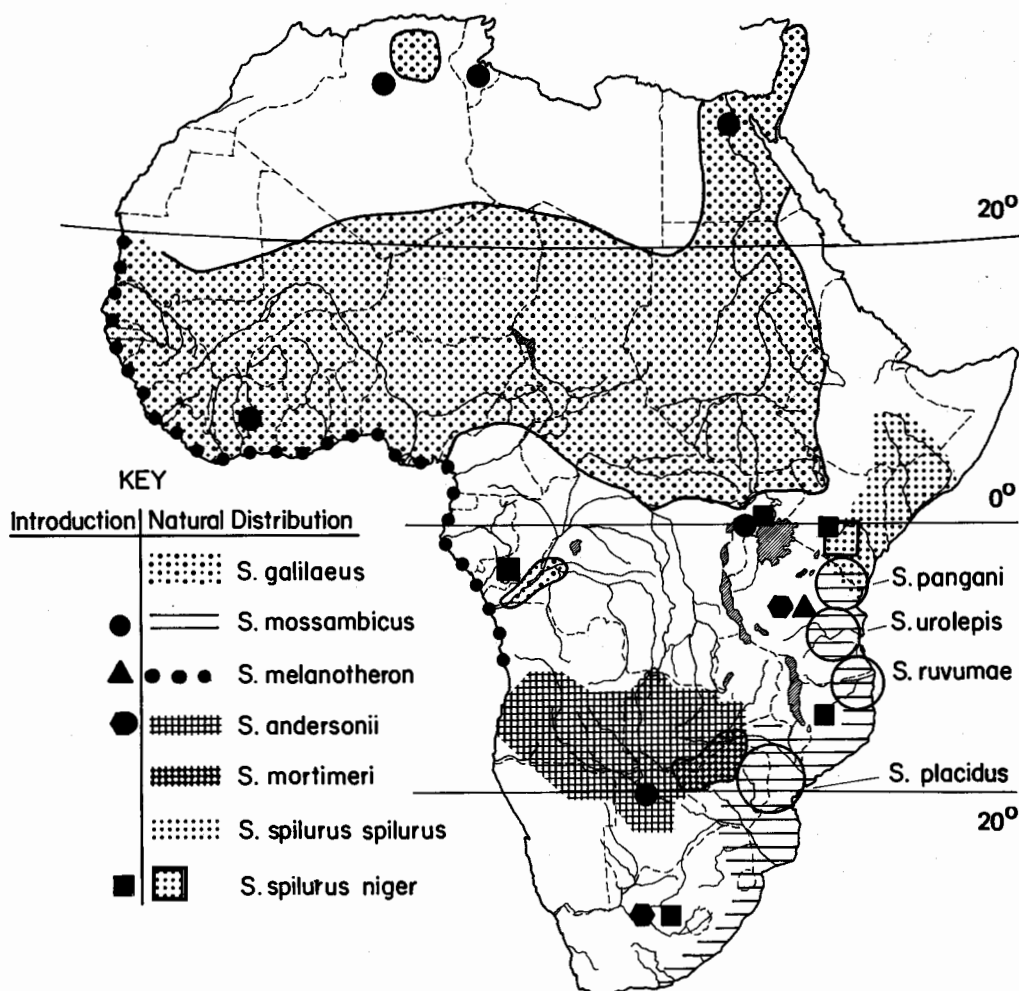 20°
KEY
Introduction Natural Distribution
S. galilaeus
S. mossambicus
S. melanotheron
S. andersonii
S. mortimeri
S. spilurus spilurus
S. spilurus niger
0°
S. pangani
S. urolepis
S. ruvumae
S. placidus
20°